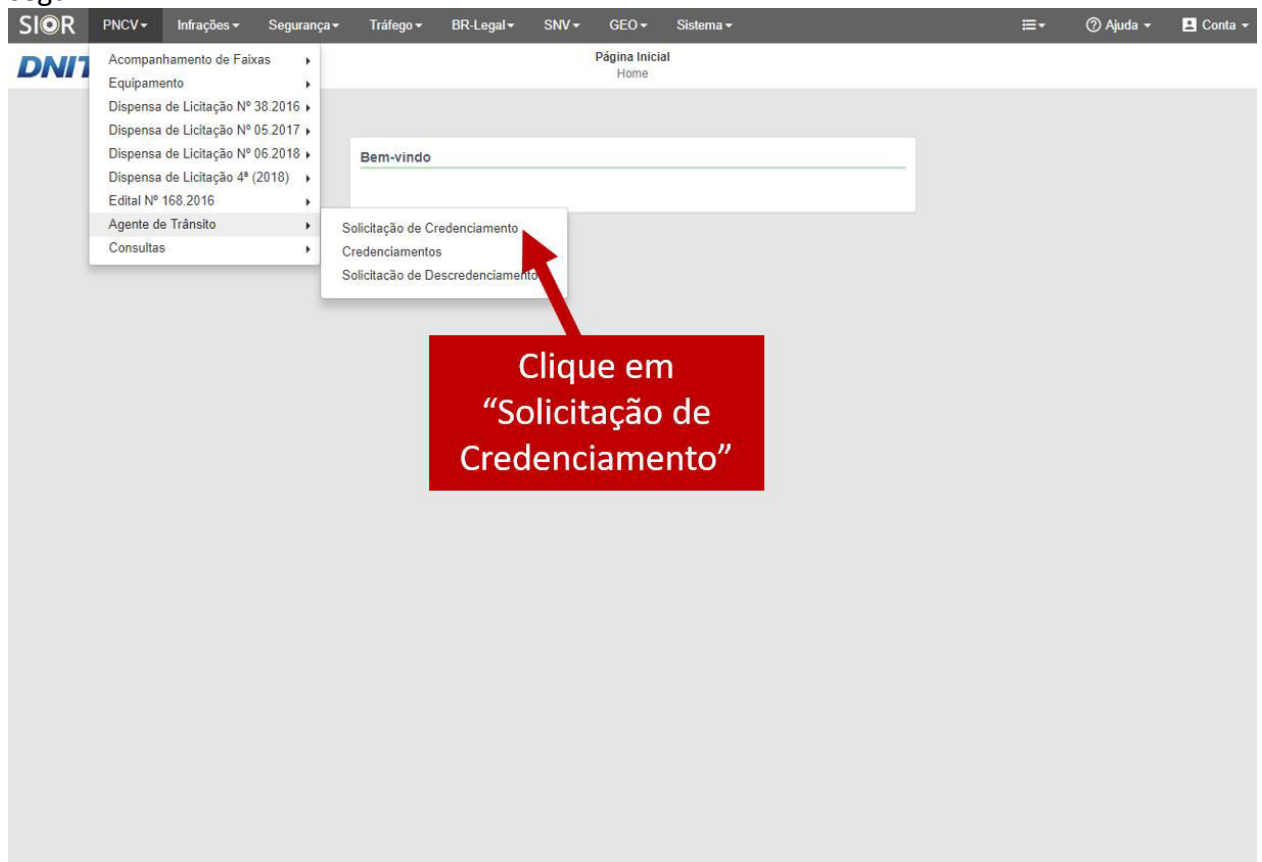 SIOR PNCV Infrações Segurança Tráfego BR-Legal SNV GEO Sistema Ajuda Conta
DNIT
Página Inicial
Home
Acompanhamento de Faixas
Equipamento
Dispensa de Licitação Nº 38.2016
Dispensa de Licitação Nº 05.2017
Dispensa de Licitação Nº 06.2018
Dispensa de Licitação 4ª (2018)
Edital Nº 168.2016
Agente de Trânsito
Consultas
Bem-vindo
Solicitação de Credenciamento
Credenciamentos
Solicitação de Descredenciamento
Clique em
“Solicitação de
Credenciamento”